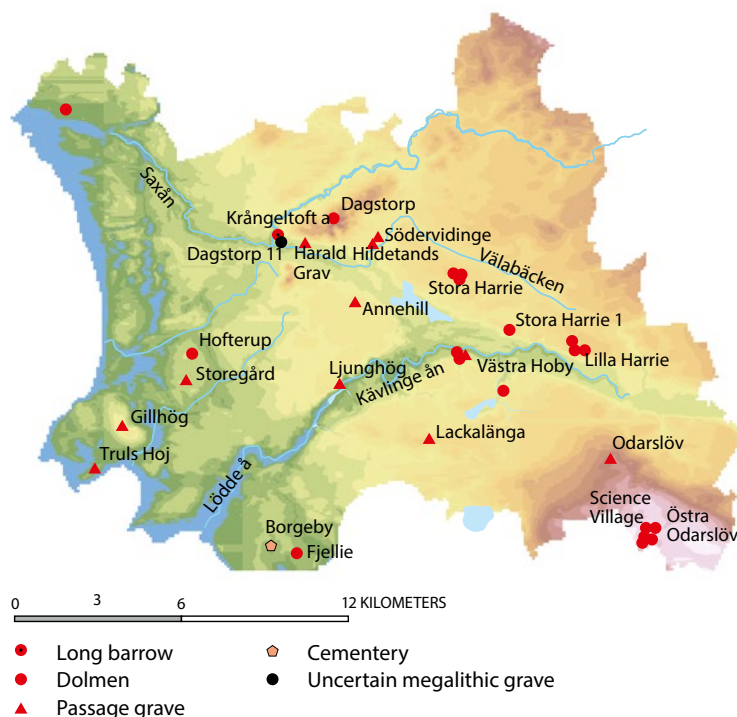 Saxån
Dagstorp
Krångeltoft a
Södervidinge
Dagstorp 11
Harald
Grav
Hildetands
Välabäcken
Stora Harrie
Annehill
Stora Harrie 1
Hofterup
Lilla Harrie
Ljunghög
Västra Hoby
Storegård
Kävlinge ån
Gillhög
Lackalänga
Odarslöv
Truls Hoj
Lödde å
Science
Village
Östra
Odarslöv
Borgeby
Fjellie
0 3 6 12 KILOMETERS
Long barrow
Cementery
Dolmen
Uncertain megalithic grave
Passage grave